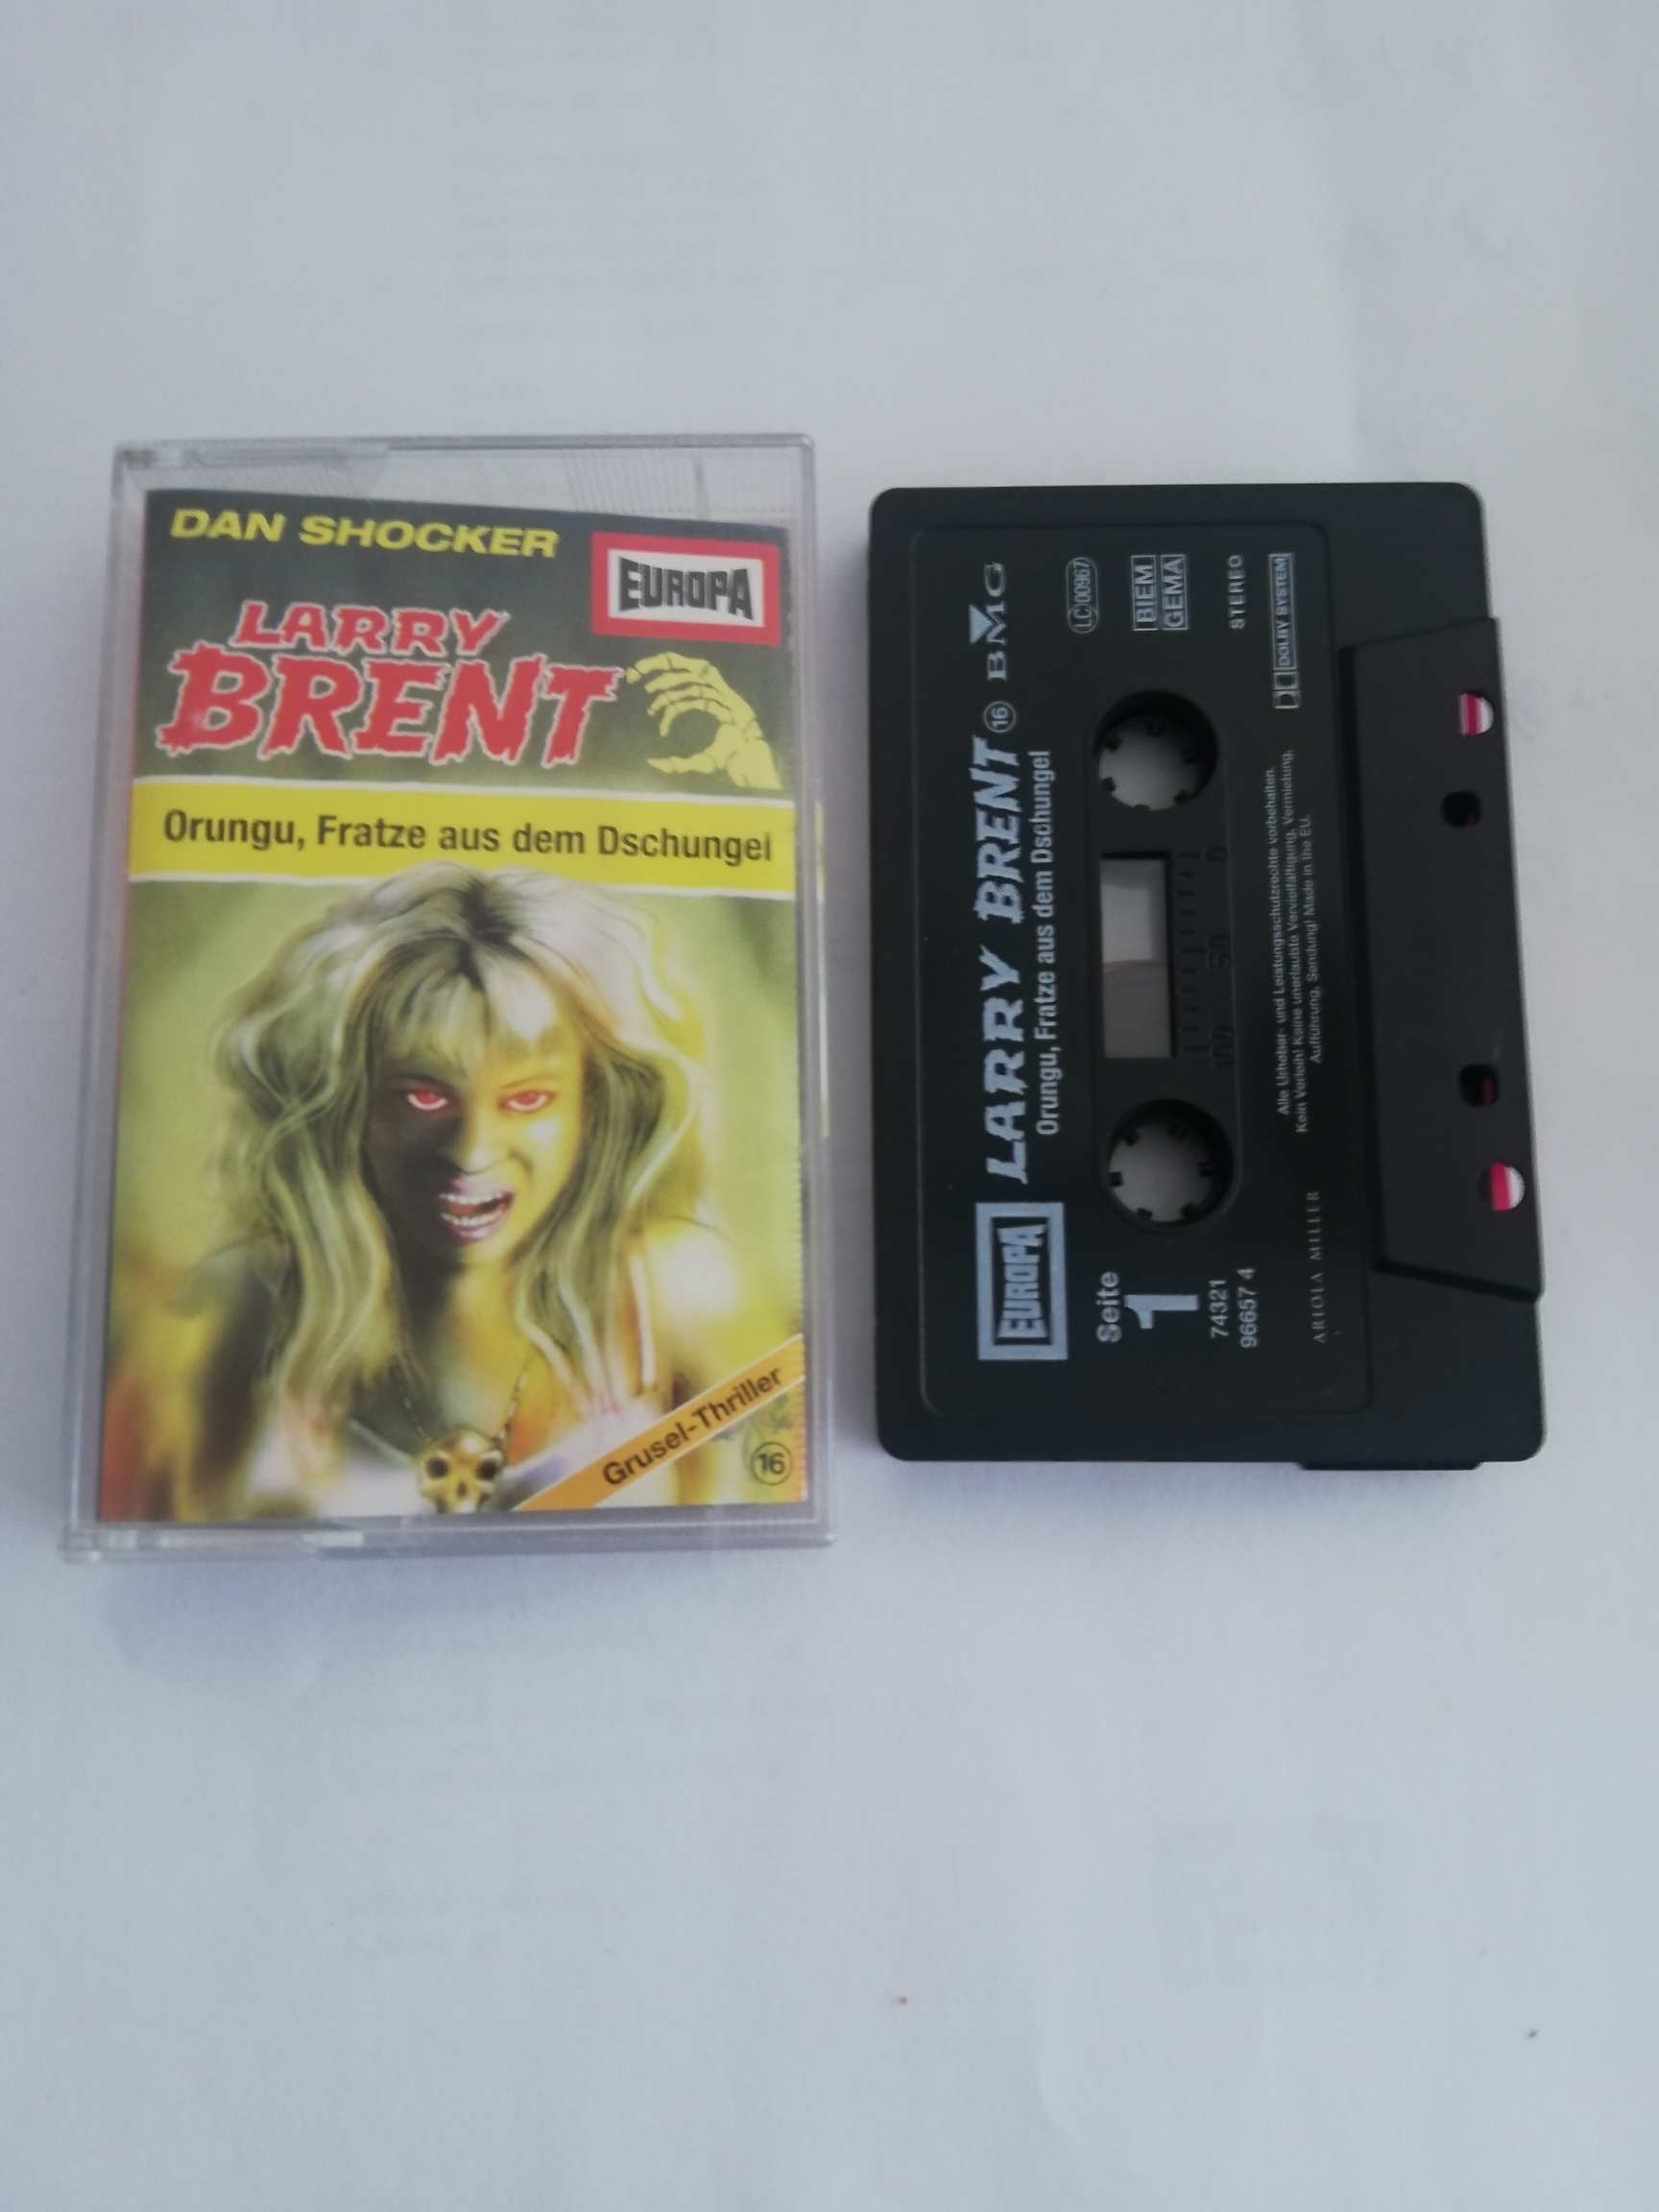 DAN SHOCKER
EUROPA
LARRY
BRENT
Orungu, Fratze aus dem Dschungel
Grusel-Thriller
16
EUROPA
LARRY BRENT 16 BMG
Orungu, Fratze aus dem Dschungel
Seite
1
LC 00967
BIEM
GEMA
74321
96657 4
100 50 0
STEREO
DOLBY SYSTEM
Alle Urheber- und Leistungsschutzrechte vorbehalten.
Kein Verleih! Keine unerlaubte Vervielfältigung, Vermietung,
Aufführung, Sendung! Made in the EU.
ARIOLA MILLER